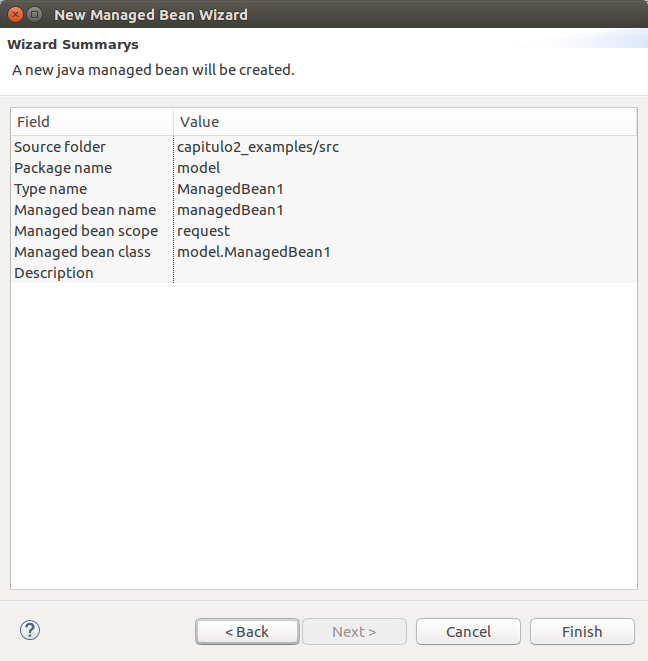 New Managed Bean Wizard
Wizard Summarys
A new java managed bean will be created.
Field Value
Source folder capitulo2_examples/src
Package name model
Type name ManagedBean1
Managed bean name managedBean1
Managed bean scope request
Managed bean class model.ManagedBean1
Description
? < Back Next > Cancel Finish